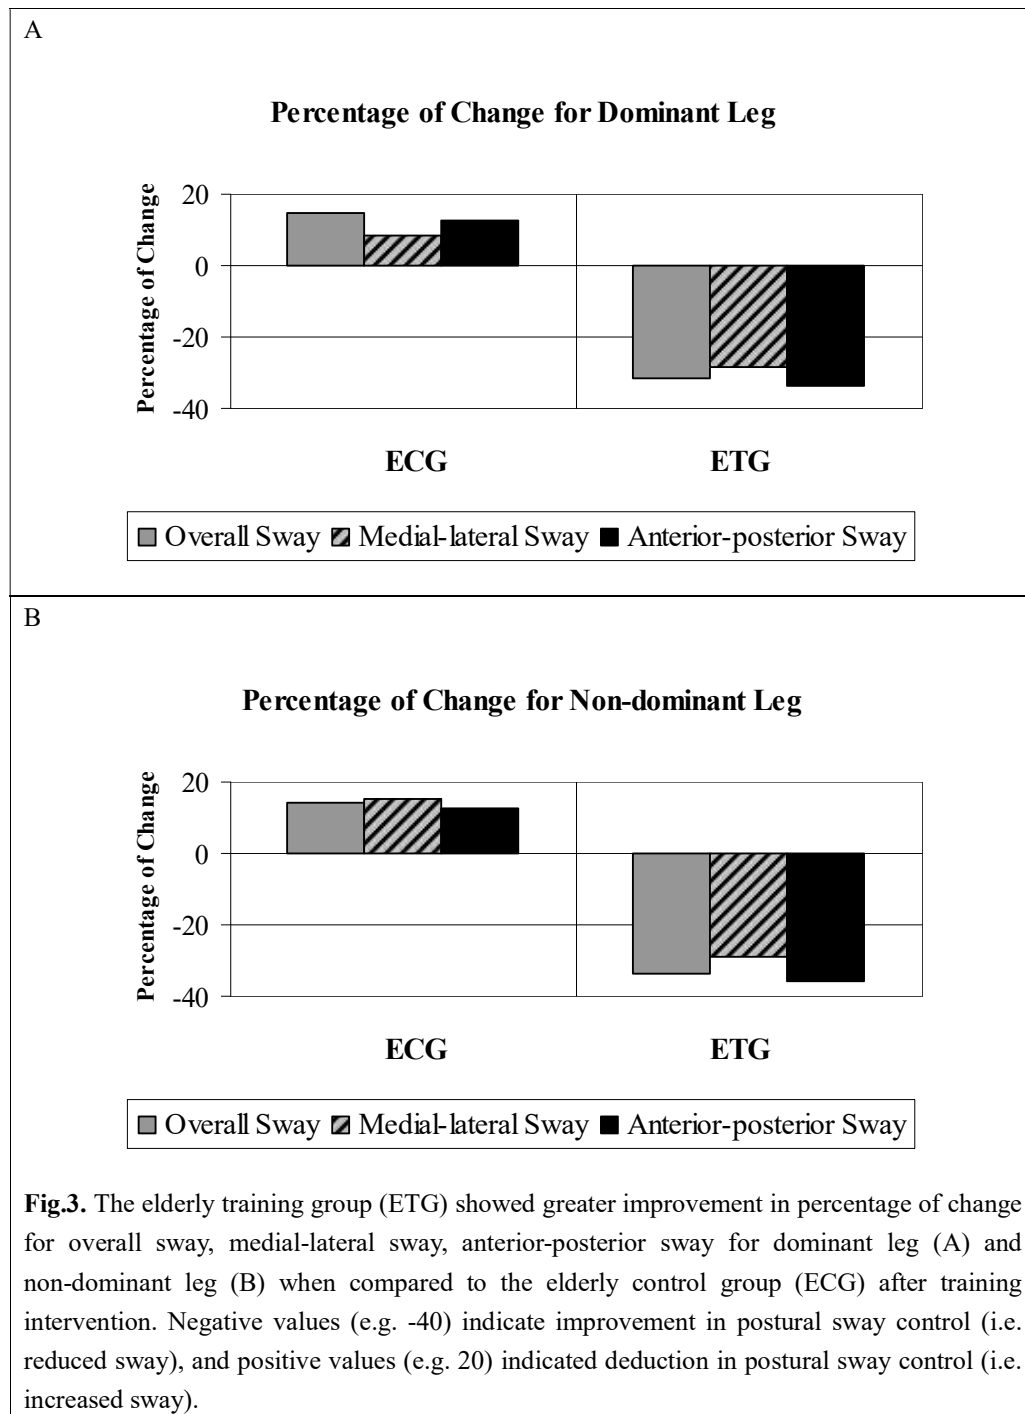 A
Percentage of Change for Dominant Leg
Percentage of Change
20
0
-20
-40
ECG ETG
Overall Sway Medial-lateral Sway Anterior-posterior Sway
B
Percentage of Change for Non-dominant Leg
Percentage of Change
20
0
-20
-40
ECG ETG
Overall Sway Medial-lateral Sway Anterior-posterior Sway
Fig.3. The elderly training group (ETG) showed greater improvement in percentage of change
for overall sway, medial-lateral sway, anterior-posterior sway for dominant leg (A) and
non-dominant leg (B) when compared to the elderly control group (ECG) after training
intervention. Negative values (e.g. -40) indicate improvement in postural sway control (i.e.
reduced sway), and positive values (e.g. 20) indicated deduction in postural sway control (i.e.
increased sway).